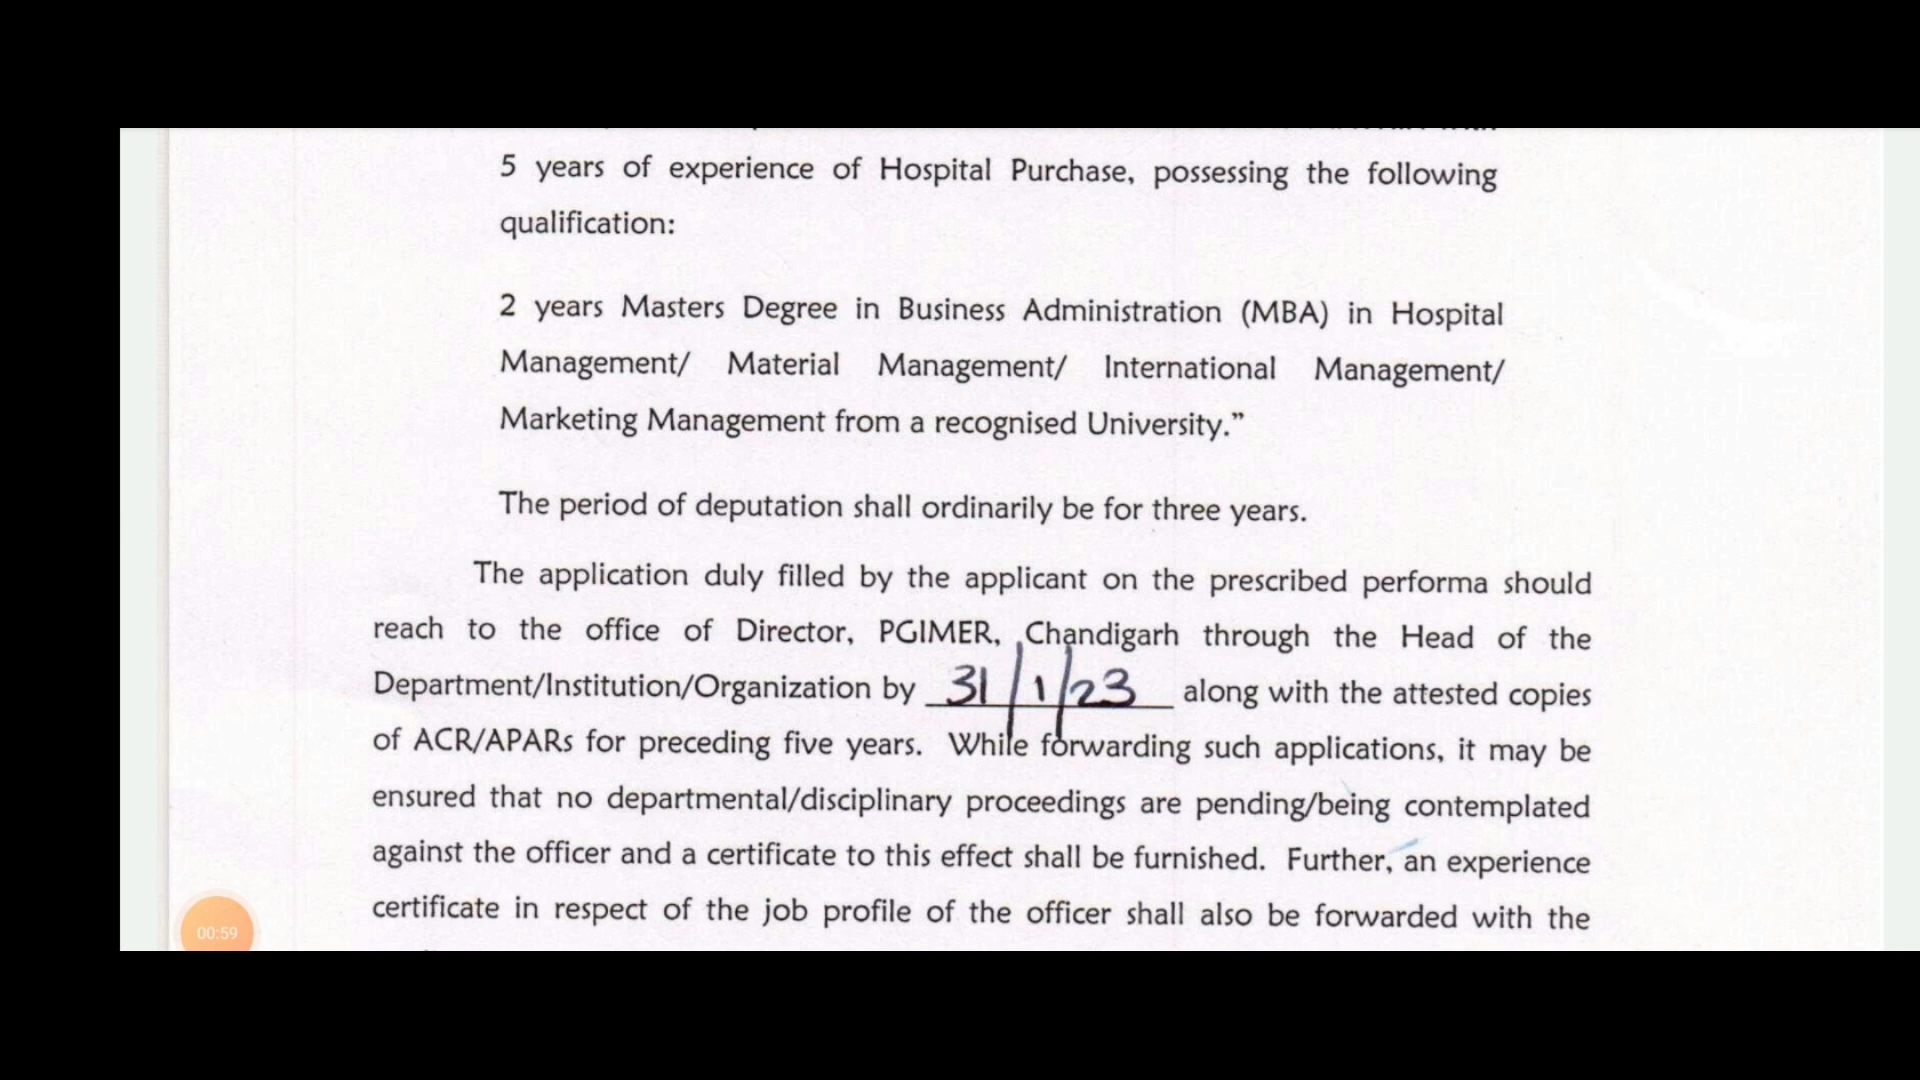 5 years of experience of Hospital Purchase, possessing the following
qualification:
2 years Masters Degree in Business Administration (MBA) in Hospital
Management/ Material Management/ International Management/
Marketing Management from a recognised University.”
The period of deputation shall ordinarily be for three years.
The application duly filled by the applicant on the prescribed performa should
reach to the office of Director, PGIMER, Chandigarh through the Head of the
Department/Institution/Organization by 31/1/23 along with the attested copies
of ACR/APARs for preceding five years. While forwarding such applications, it may be
ensured that no departmental/disciplinary proceedings are pending/being contemplated
against the officer and a certificate to this effect shall be furnished. Further, an experience
certificate in respect of the job profile of the officer shall also be forwarded with the
00:59